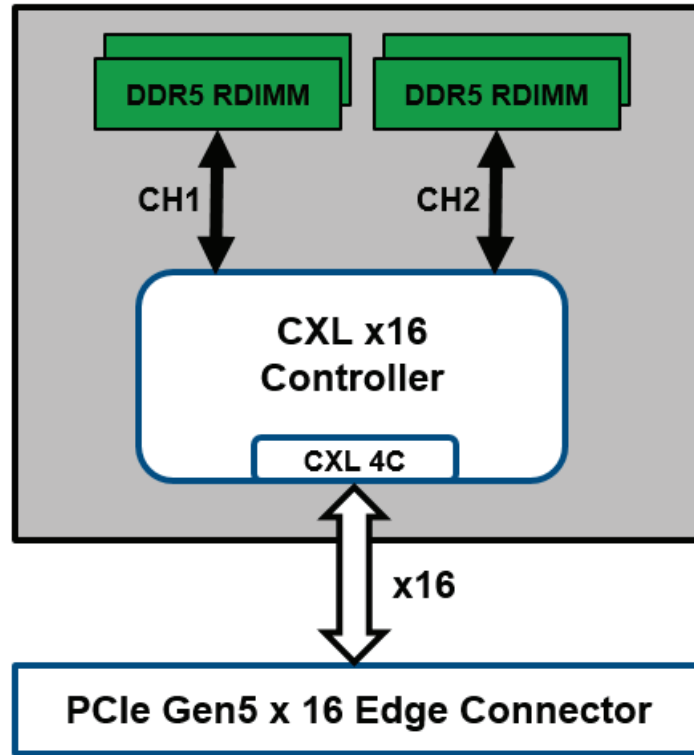 DDR5 RDIMM
DDR5 RDIMM
CH1
CH2
CXL x16
Controller
CXL 4C
x16
PCIe Gen5 x 16 Edge Connector